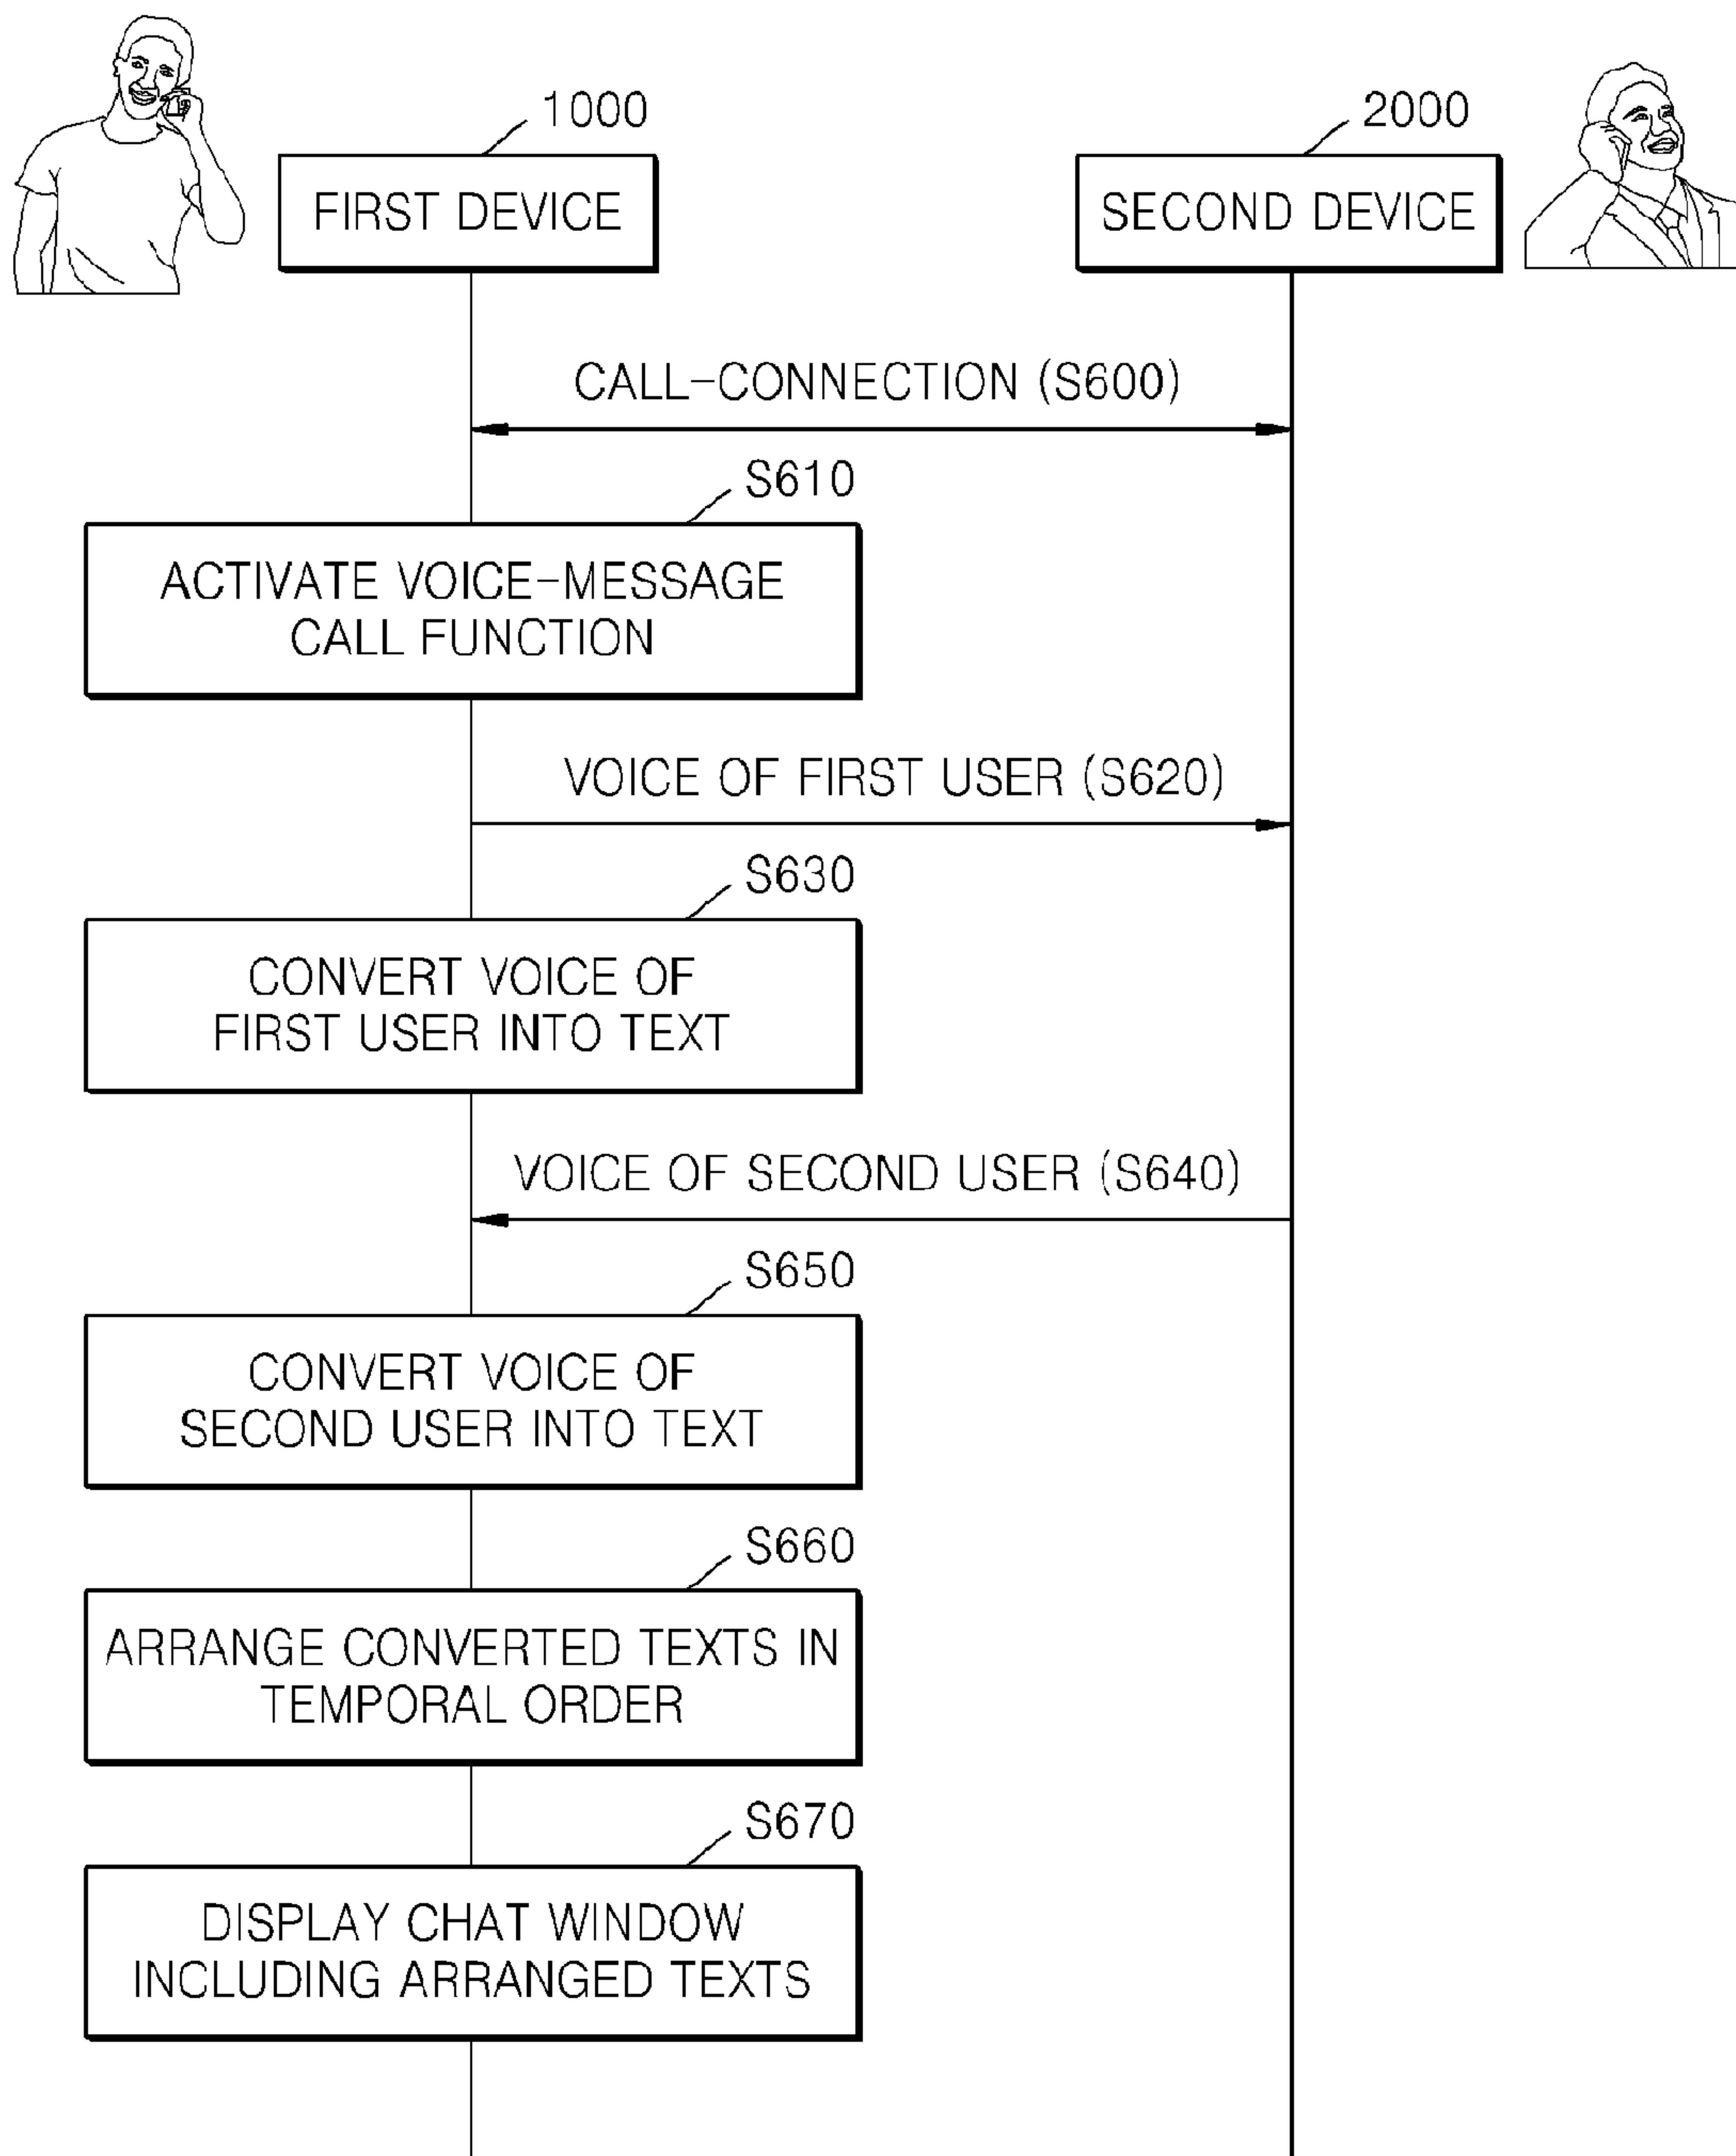 1000
2000
FIRST DEVICE
SECOND DEVICE
CALL-CONNECTION (S600)
S610
ACTIVATE VOICE-MESSAGE
CALL FUNCTION
VOICE OF FIRST USER (S620)
S630
CONVERT VOICE OF
FIRST USER INTO TEXT
VOICE OF SECOND USER (S640)
S650
CONVERT VOICE OF
SECOND USER INTO TEXT
S660
ARRANGE CONVERTED TEXTS IN
TEMPORAL ORDER
S670
DISPLAY CHAT WINDOW
INCLUDING ARRANGED TEXTS